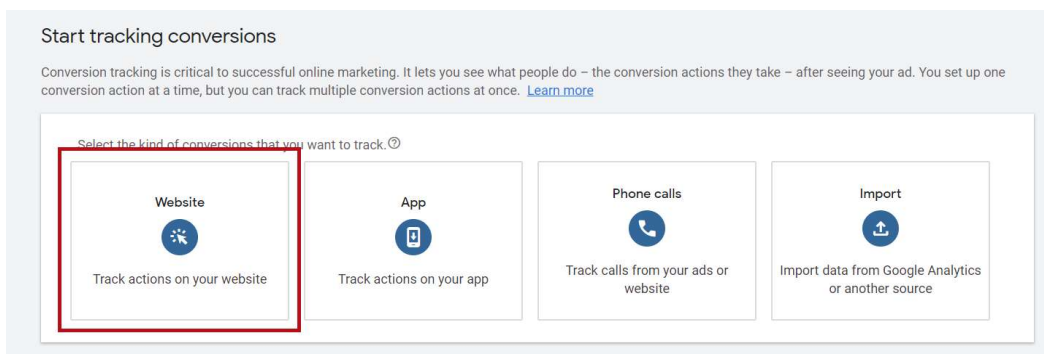 Start tracking conversions
Conversion tracking is critical to successful online marketing. It lets you see what people do – the conversion actions they take – after seeing your ad. You set up one
conversion action at a time, but you can track multiple conversion actions at once. Learn more
Select the kind of conversions that you want to track.
Website
Track actions on your website
App
Track actions on your app
Phone calls
Track calls from your ads or
website
Import
Import data from Google Analytics
or another source